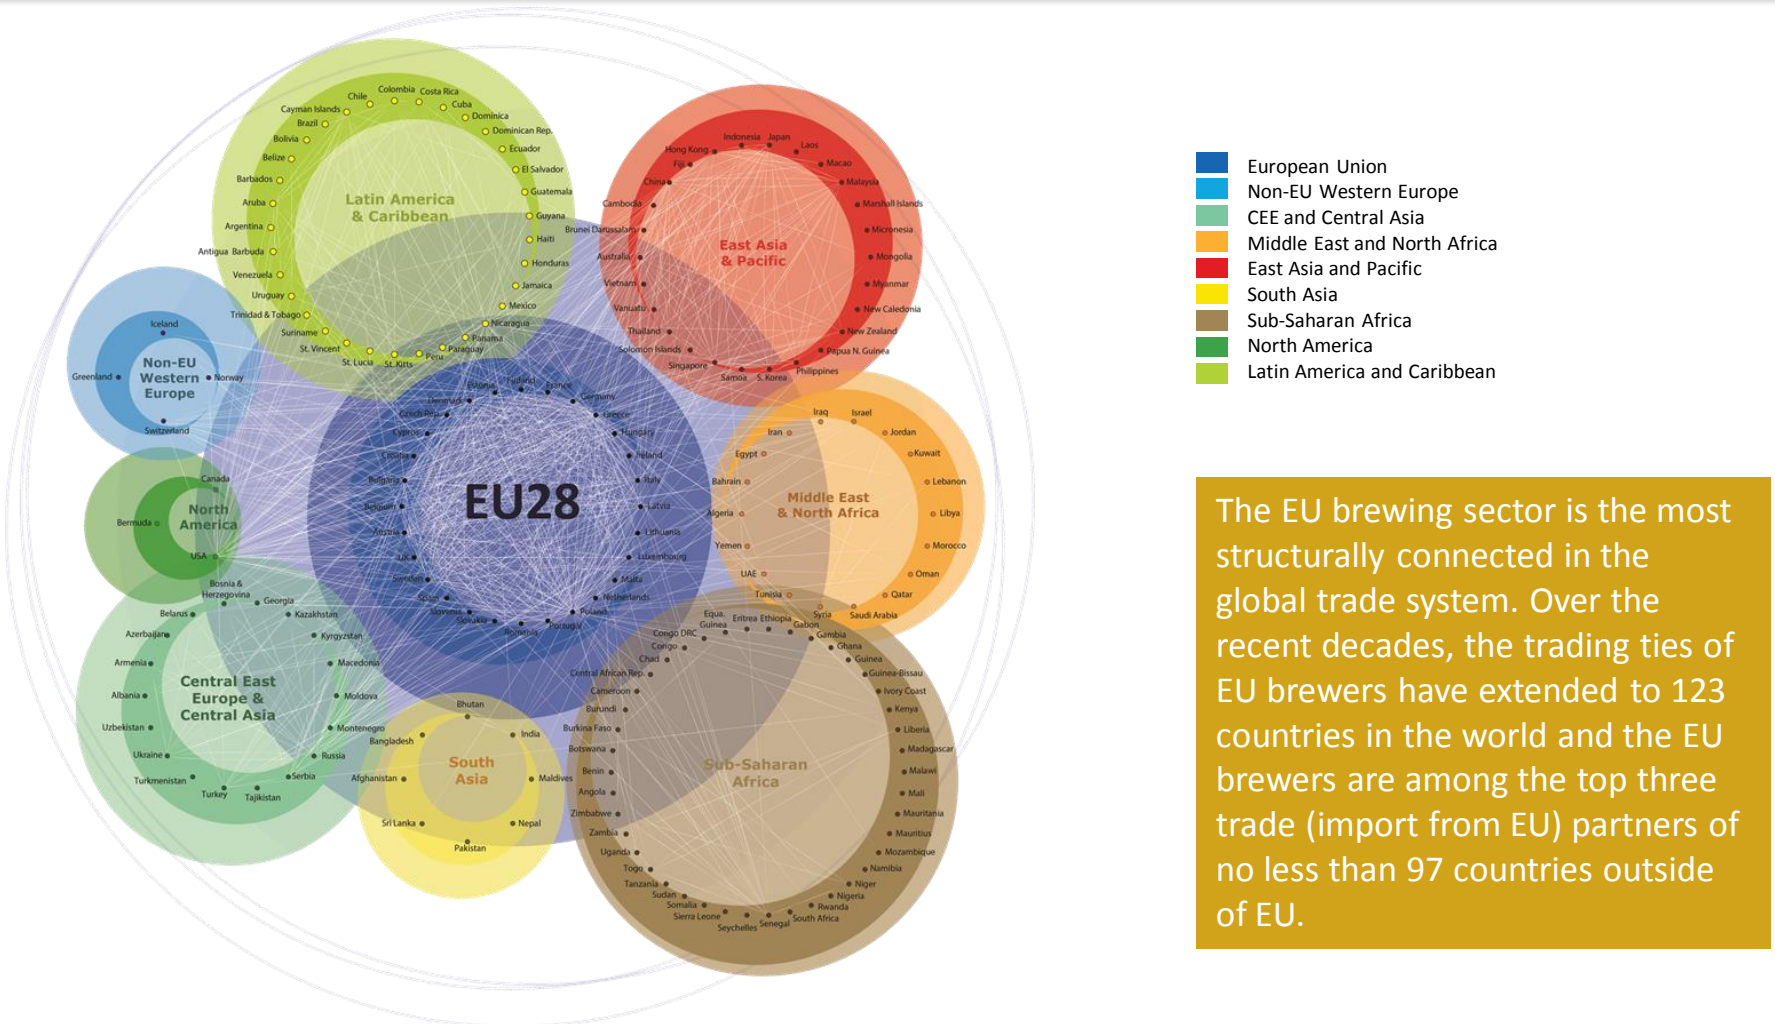 Colombia
Costa Rica
Chile
Cuba
Cayman Islands
Dominica
Brazil
Dominican Rep.
Bolivia
Ecuador
Belize
El Salvador
Barbados
Guatemala
Aruba
Guyana
Argentina
Haiti
Antigua Barbuda
Honduras
Venezuela
Jamaica
Uruguay
Mexico
Trinidad & Tobago
Nicaragua
Suriname
Panama
St. Vincent
Paraguay
St. Lucia
St. Kitts
Peru
Latin America
& Caribbean
Indonesia
Japan
Hong Kong
Laos
Fiji
Macao
China
Malaysia
Cambodia
Marshall Islands
Brunei Darussalam
Micronesia
Australia
Mongolia
Vietnam
Myanmar
Vanuatu
New Caledonia
Thailand
New Zealand
Solomon Islands
Papua N. Guinea
Singapore
Samoa
S. Korea
Philippines
East Asia
& Pacific
Iceland
Greenland
Norway
Switzerland
Non-EU
Western
Europe
Canada
Bermuda
USA
North
America
Estonia
Finland
France
Denmark
Germany
Czech Rep.
Greece
Cyprus
Hungary
Croatia
Ireland
Bulgaria
Italy
Belgium
Latvia
Austria
Lithuania
UK
Luxembourg
Sweden
Malta
Spain
Netherlands
Slovenia
Poland
Slovakia
Romania
Portugal
EU28
Iraq
Israel
Iran
Jordan
Egypt
Kuwait
Bahrain
Lebanon
Algeria
Libya
Yemen
Morocco
UAE
Oman
Tunisia
Qatar
Syria
Saudi Arabia
Middle East
& North Africa
Bosnia &
Herzegovina
Georgia
Belarus
Kazakhstan
Azerbaijan
Kyrgyzstan
Armenia
Macedonia
Albania
Moldova
Uzbekistan
Montenegro
Ukraine
Russia
Turkmenistan
Serbia
Turkey
Tajikistan
Central East
Europe &
Central Asia
Bhutan
Bangladesh
India
Afghanistan
Maldives
Sri Lanka
Nepal
Pakistan
South
Asia
Equa.
Guinea
Eritrea
Ethiopia
Gabon
Congo DRC
Gambia
Congo
Ghana
Chad
Guinea
Central African Rep.
Guinea-Bissau
Cameroon
Ivory Coast
Burundi
Kenya
Burkina Faso
Liberia
Botswana
Madagascar
Benin
Malawi
Angola
Mali
Zimbabwe
Mauritania
Zambia
Mauritius
Uganda
Mozambique
Togo
Namibia
Tanzania
Niger
Sudan
Nigeria
Somalia
Rwanda
Sierra Leone
South Africa
Seychelles
Senegal
Sub-Saharan
Africa
European Union
Non-EU Western Europe
CEE and Central Asia
Middle East and North Africa
East Asia and Pacific
South Asia
Sub-Saharan Africa
North America
Latin America and Caribbean
The EU brewing sector is the most
structurally connected in the
global trade system. Over the
recent decades, the trading ties of
EU brewers have extended to 123
countries in the world and the EU
brewers are among the top three
trade (import from EU) partners of
no less than 97 countries outside
of EU.